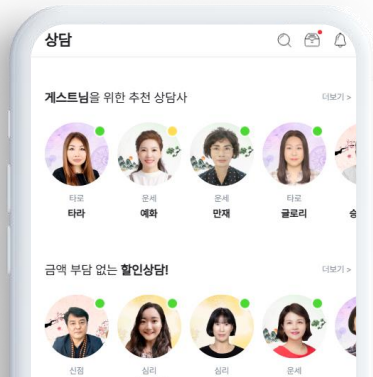 상담
게스트님을 위한 추천 상담사 더보기 >
타로 운세 운세 타로
타라 예화 만재 글로리 승
금액 부담 없는 할인상담! 더보기 >
신점 심리 심리 운세